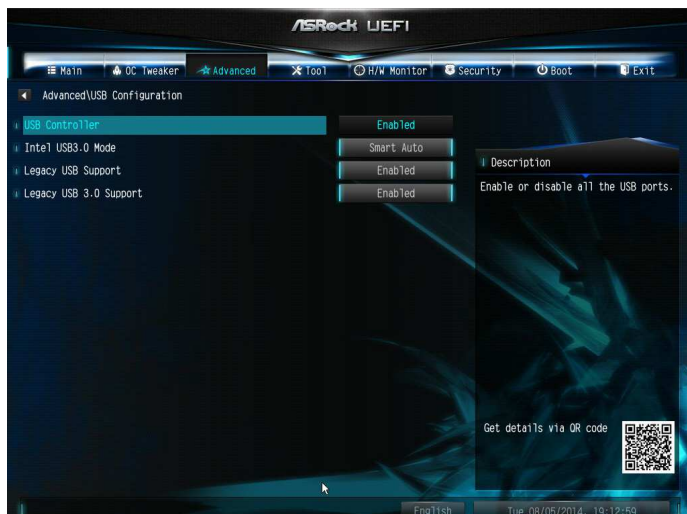 ASRock UEFI
Main OC Tweaker Advanced Tool H/W Monitor Security Boot Exit
Advanced\USB Configuration
USB Controller Enabled
Intel USB3.0 Mode Smart Auto
Legacy USB Support Enabled
Legacy USB 3.0 Support Enabled
Description
Enable or disable all the USB ports.
Get details via QR code
English Tue 08/05/2014 19:12:59